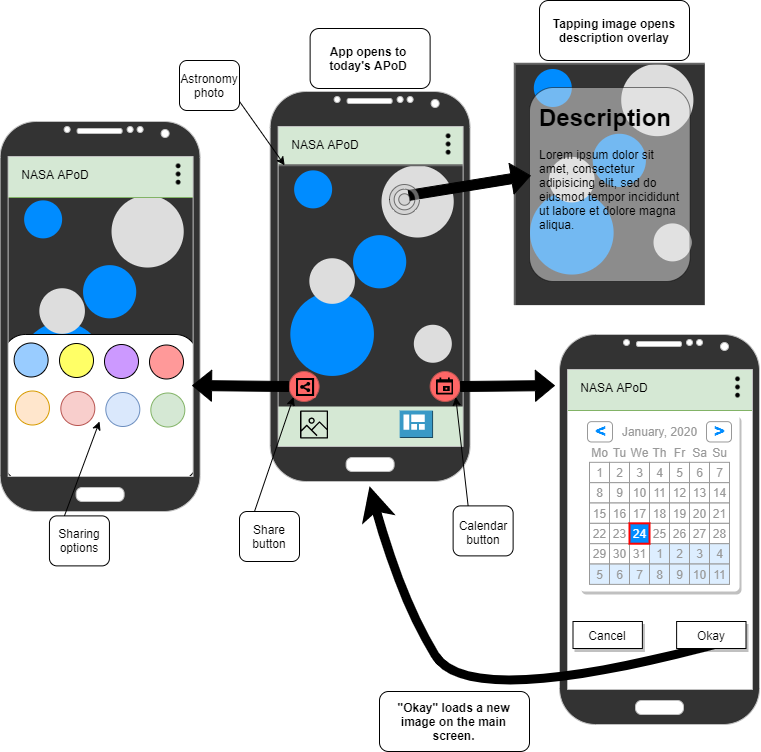 Tapping image opens
description overlay
App opens to
today's APoD
Astronomy
photo
NASA APoD
NASA APoD
Description
Lorem ipsum dolor sit
amet, consectetur
adipisicing elit, sed do
eiusmod tempor incididunt
ut labore et dolore magna
aliqua.
NASA APoD
< January, 2020 >
Mo Tu We Th Fr Sa Su
1 2 3 4 5 6 7
8 9 10 11 12 13 14
15 16 17 18 19 20 21
22 23 24 25 26 27 28
29 30 31 1 2 3 4
5 6 7 8 9 10 11
Cancel Okay
Sharing
options
Share
button
Calendar
button
"Okay" loads a new
image on the main
screen.